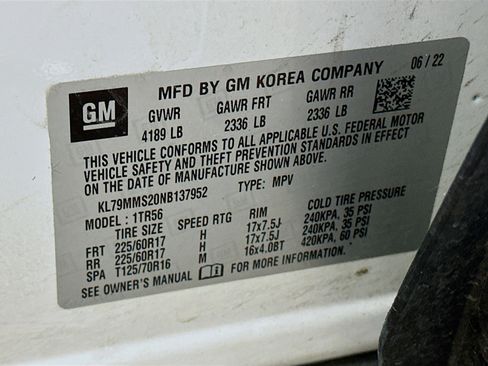 GM
MFD BY GM KOREA COMPANY 06 / 22
GVWR GAWR FRT GAWR RR
4189 LB 2336 LB 2336 LB
THIS VEHICLE CONFORMS TO ALL APPLICABLE U.S. FEDERAL MOTOR
VEHICLE SAFETY AND THEFT PREVENTION STANDARDS IN EFFECT
ON THE DATE OF MANUFACTURE SHOWN ABOVE.
KL79MMS20NB137952 TYPE: MPV
MODEL : 1TR56
TIRE SIZE SPEED RTG RIM COLD TIRE PRESSURE
FRT 225/60R17 H 17x7.5J 240KPA, 35 PSI
RR 225/60R17 H 17x7.5J 240KPA, 35 PSI
SPA T125/70R16 M 16x4.0BT 420KPA, 60 PSI
SEE OWNER'S MANUAL FOR MORE INFORMATION.